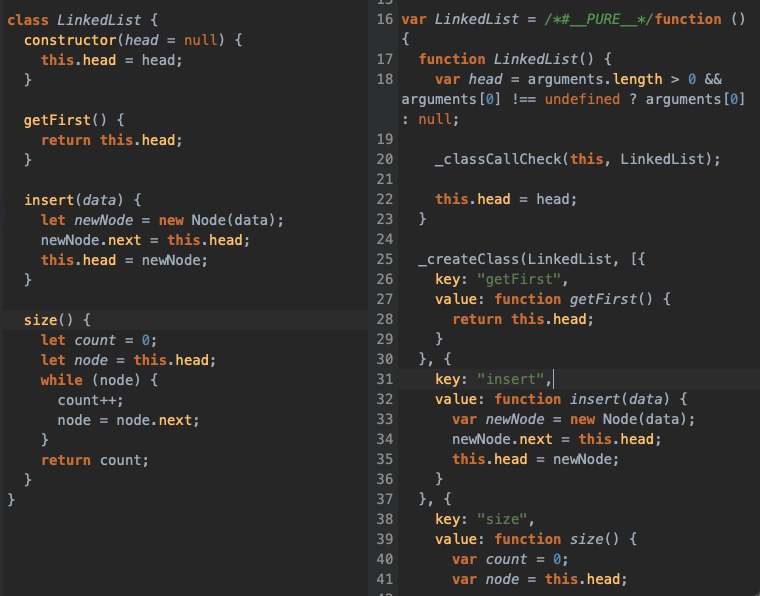 class LinkedList {
  constructor(head = null) {
    this.head = head;
  }

  getFirst() {
    return this.head;
  }

  insert(data) {
    let newNode = new Node(data);
    newNode.next = this.head;
    this.head = newNode;
  }

  size() {
    let count = 0;
    let node = this.head;
    while (node) {
      count++;
      node = node.next;
    }
    return count;
  }
}
16 var LinkedList = /*#__PURE__*/function ()
{
17   function LinkedList() {
18     var head = arguments.length > 0 &&
arguments[0] !== undefined ? arguments[0]
: null;
19
20     _classCallCheck(this, LinkedList);
21
22     this.head = head;
23   }
24
25   _createClass(LinkedList, [{
26     key: "getFirst",
27     value: function getFirst() {
28       return this.head;
29     }
30   }, {
31     key: "insert",
32     value: function insert(data) {
33       var newNode = new Node(data);
34       newNode.next = this.head;
35       this.head = newNode;
36     }
37   }, {
38     key: "size",
39     value: function size() {
40       var count = 0;
41       var node = this.head;